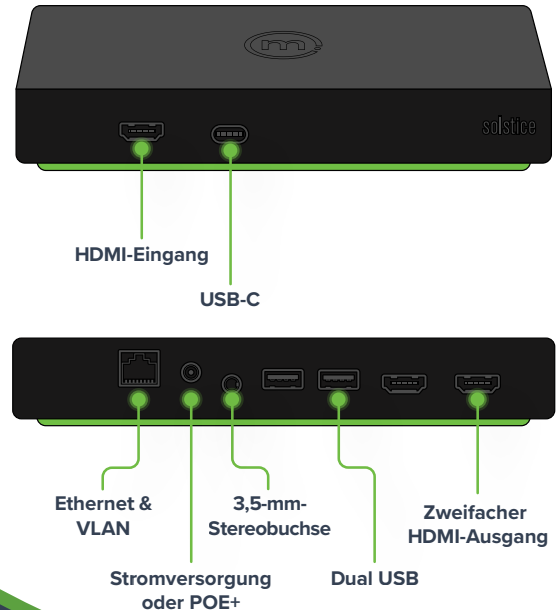 m
solstice
HDMI-Eingang
USB-C
Ethernet &
VLAN
3,5-mm-
Stereobuchse
Zweifacher
HDMI-Ausgang
Stromversorgung
oder POE+
Dual USB